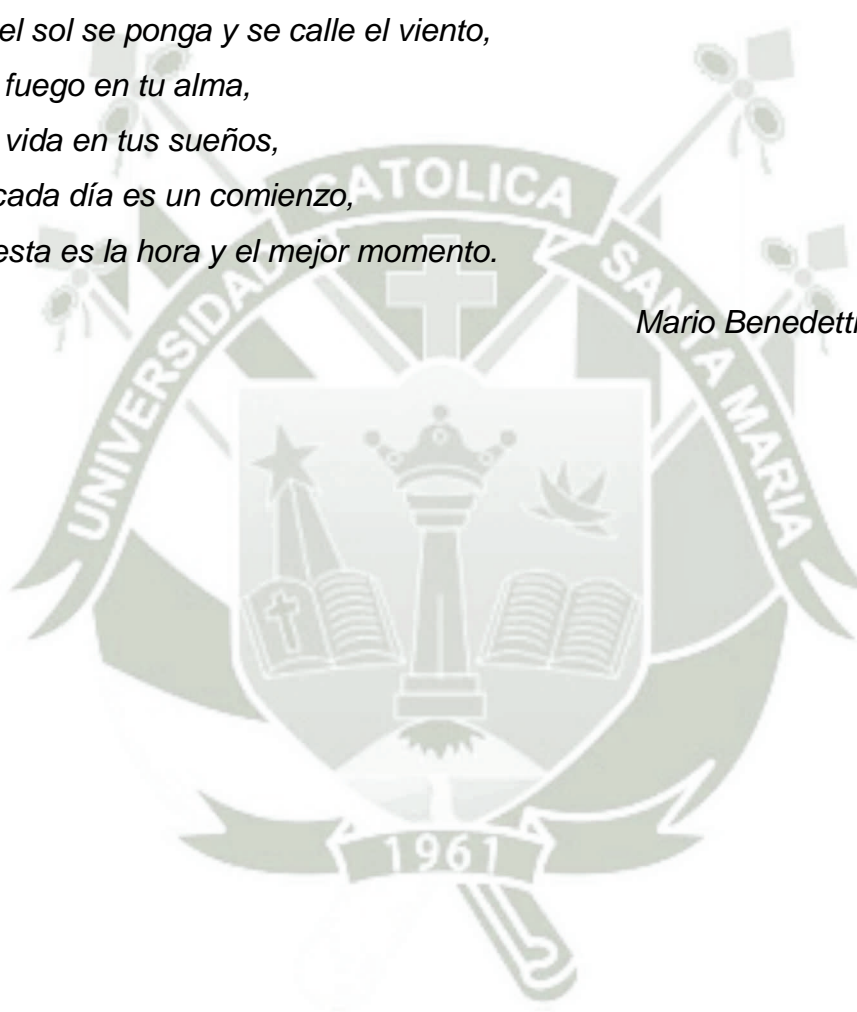 el sol se ponga y se calle el viento,
fuego en tu alma,
vida en tus sueños,
cada día es un comienzo,
esta es la hora y el mejor momento.
Mario Benedetti
UNIVERSIDAD CATOLICA SANTA MARIA
1961